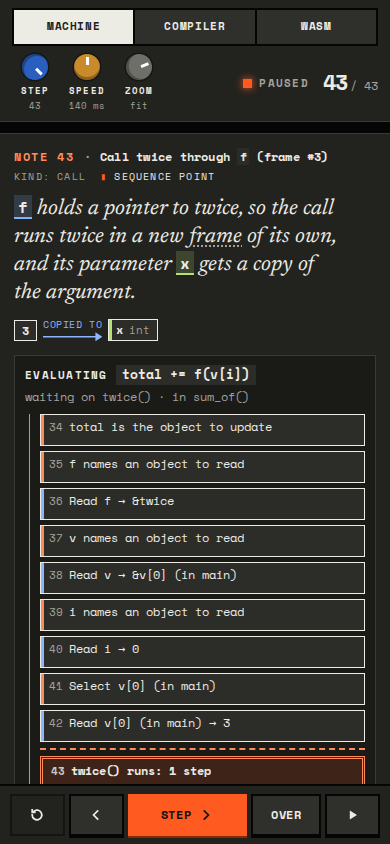 MACHINE COMPILER WASM
STEP SPEED ZOOM
43 140 ms fit
PAUSED 43 / 43
NOTE 43 · Call twice through f (frame #3)
KIND: CALL SEQUENCE POINT
f holds a pointer to twice, so the call
runs twice in a new frame of its own,
and its parameter x gets a copy of
the argument.
3 COPIED TO x int
EVALUATING total += f(v[i])
waiting on twice() · in sum_of()
34 total is the object to update
35 f names an object to read
36 Read f → &twice
37 v names an object to read
38 Read v → &v[0] (in main)
39 i names an object to read
40 Read i → 0
41 Select v[0] (in main)
42 Read v[0] (in main) → 3
43 twice() runs: 1 step
STEP OVER